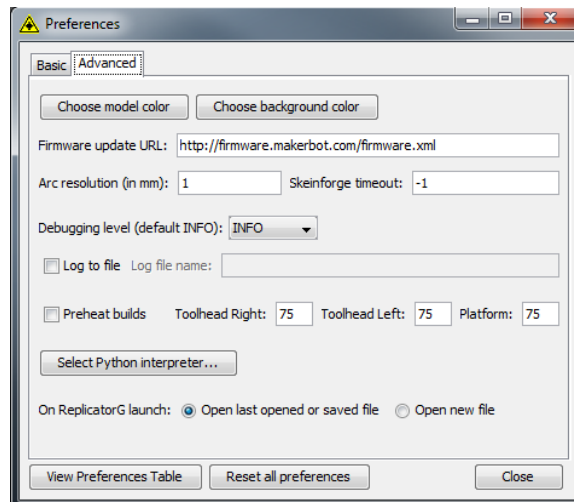 Preferences
Basic Advanced
Choose model color Choose background color
Firmware update URL: http://firmware.makerbot.com/firmware.xml
Arc resolution (in mm): 1 Skeinforge timeout: -1
Debugging level (default INFO): INFO
Log to file Log file name:
Preheat builds Toolhead Right: 75 Toolhead Left: 75 Platform: 75
Select Python interpreter...
On ReplicatorG launch: Open last opened or saved file Open new file
View Preferences Table Reset all preferences Close